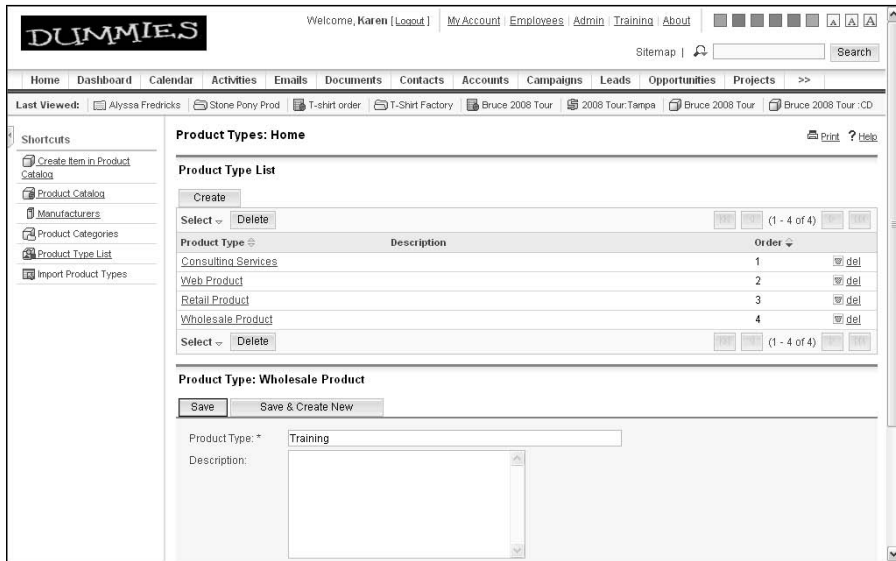 DUMMIES
Welcome, Karen [ Logout ] My Account | Employees | Admin | Training | About A A A
Sitemap | Search
Home Dashboard Calendar Activities Emails Documents Contacts Accounts Campaigns Leads Opportunities Projects >>
Last Viewed: Alyssa Fredricks Stone Pony Prod T-shirt order T-Shirt Factory Bruce 2008 Tour 2008 Tour:Tampa Bruce 2008 Tour Bruce 2008 Tour :CD
Shortcuts
Create Item in Product
Catalog
Product Catalog
Manufacturers
Product Categories
Product Type List
Import Product Types
Product Types: Home Print ? Help
Product Type List
Create
Select Delete (1 - 4 of 4)
Product Type Description Order
Consulting Services 1 del
Web Product 2 del
Retail Product 3 del
Wholesale Product 4 del
Select Delete (1 - 4 of 4)
Product Type: Wholesale Product
Save Save & Create New
Product Type: * Training
Description: